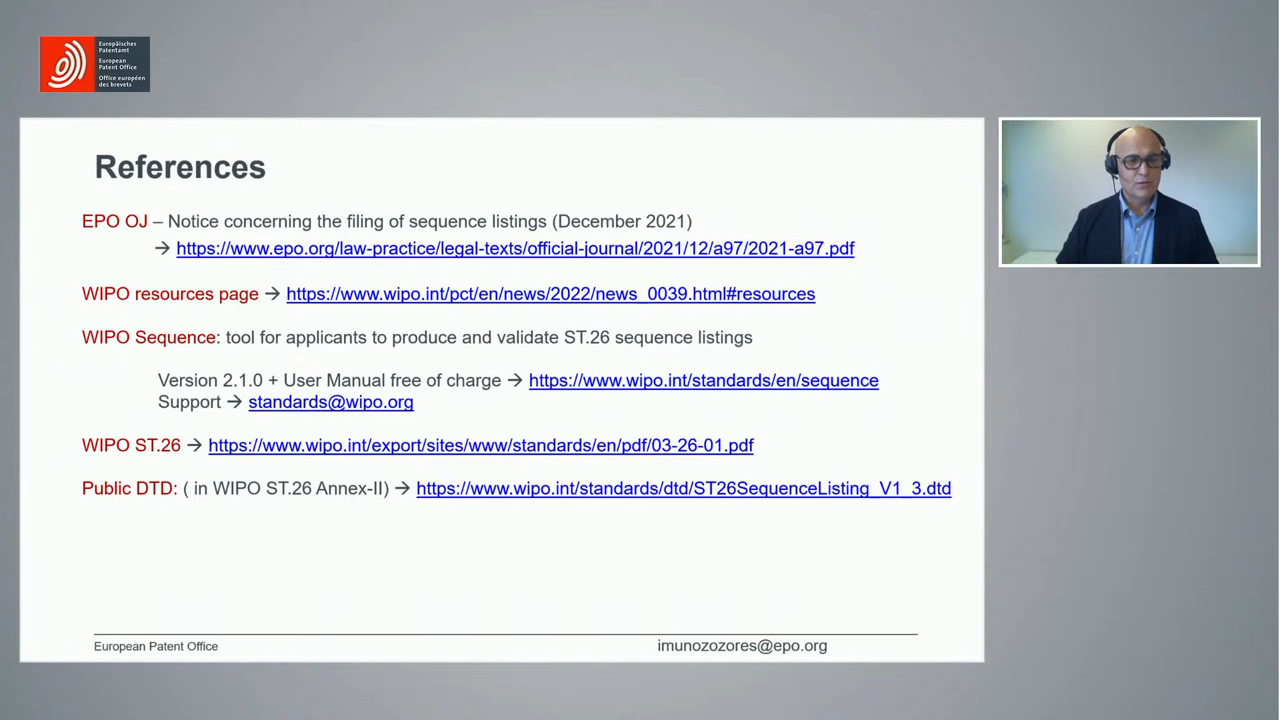 Europäisches
Patentamt
European
Patent Office
Office européen
des brevets
References
EPO OJ – Notice concerning the filing of sequence listings (December 2021)
→ https://www.epo.org/law-practice/legal-texts/official-journal/2021/12/a97/2021-a97.pdf
WIPO resources page → https://www.wipo.int/pct/en/news/2022/news_0039.html#resources
WIPO Sequence: tool for applicants to produce and validate ST.26 sequence listings
Version 2.1.0 + User Manual free of charge → https://www.wipo.int/standards/en/sequence
Support → standards@wipo.org
WIPO ST.26 → https://www.wipo.int/export/sites/www/standards/en/pdf/03-26-01.pdf
Public DTD: ( in WIPO ST.26 Annex-II) → https://www.wipo.int/standards/dtd/ST26SequenceListing_V1_3.dtd
European Patent Office
imunozozores@epo.org